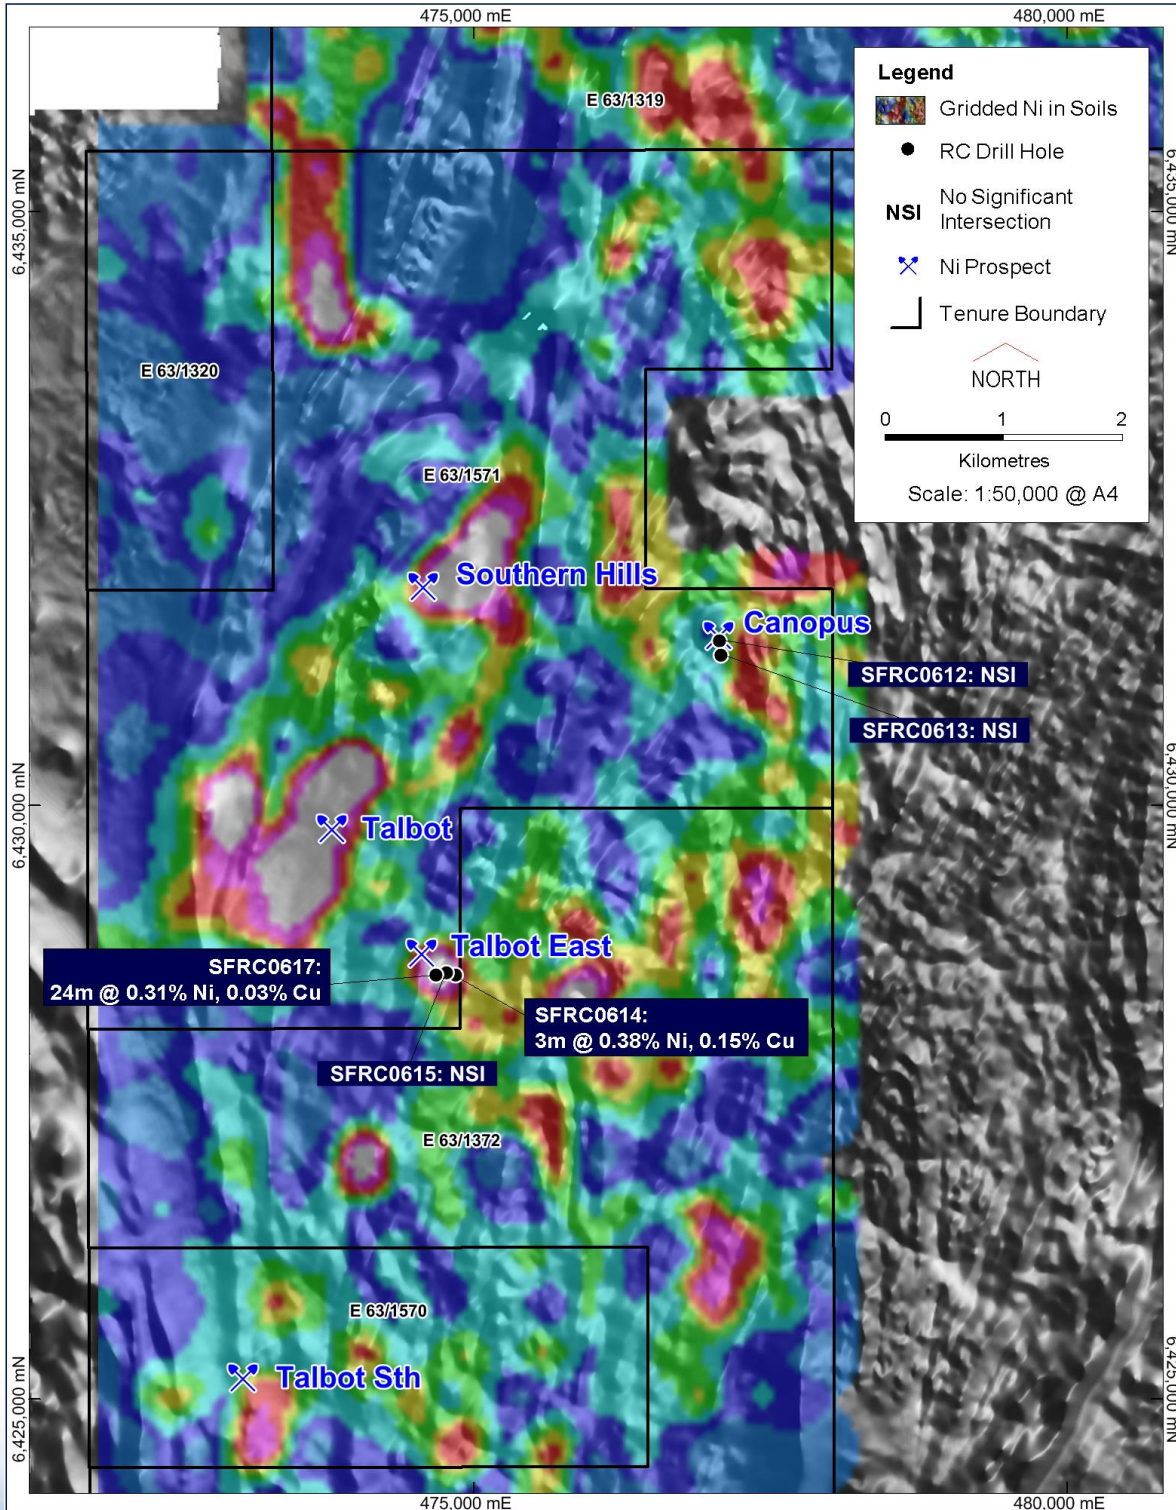 475,000 mE
480,000 mE
Legend
Gridded Ni in Soils
RC Drill Hole
NSI
No Significant
Intersection
Ni Prospect
Tenure Boundary
NORTH
0 1 2
Kilometres
Scale: 1:50,000 @ A4
E 63/1319
6,435,000 mN
6,435,000 mN
E 63/1320
E 63/1571
Southern Hills
Canopus
SFRC0612: NSI
SFRC0613: NSI
6,430,000 mN
6,430,000 mN
Talbot
Talbot East
SFRC0617:
24m @ 0.31% Ni, 0.03% Cu
SFRC0614:
3m @ 0.38% Ni, 0.15% Cu
SFRC0615: NSI
E 63/1372
E 63/1570
Talbot Sth
6,425,000 mN
6,425,000 mN
475,000 mE
480,000 mE